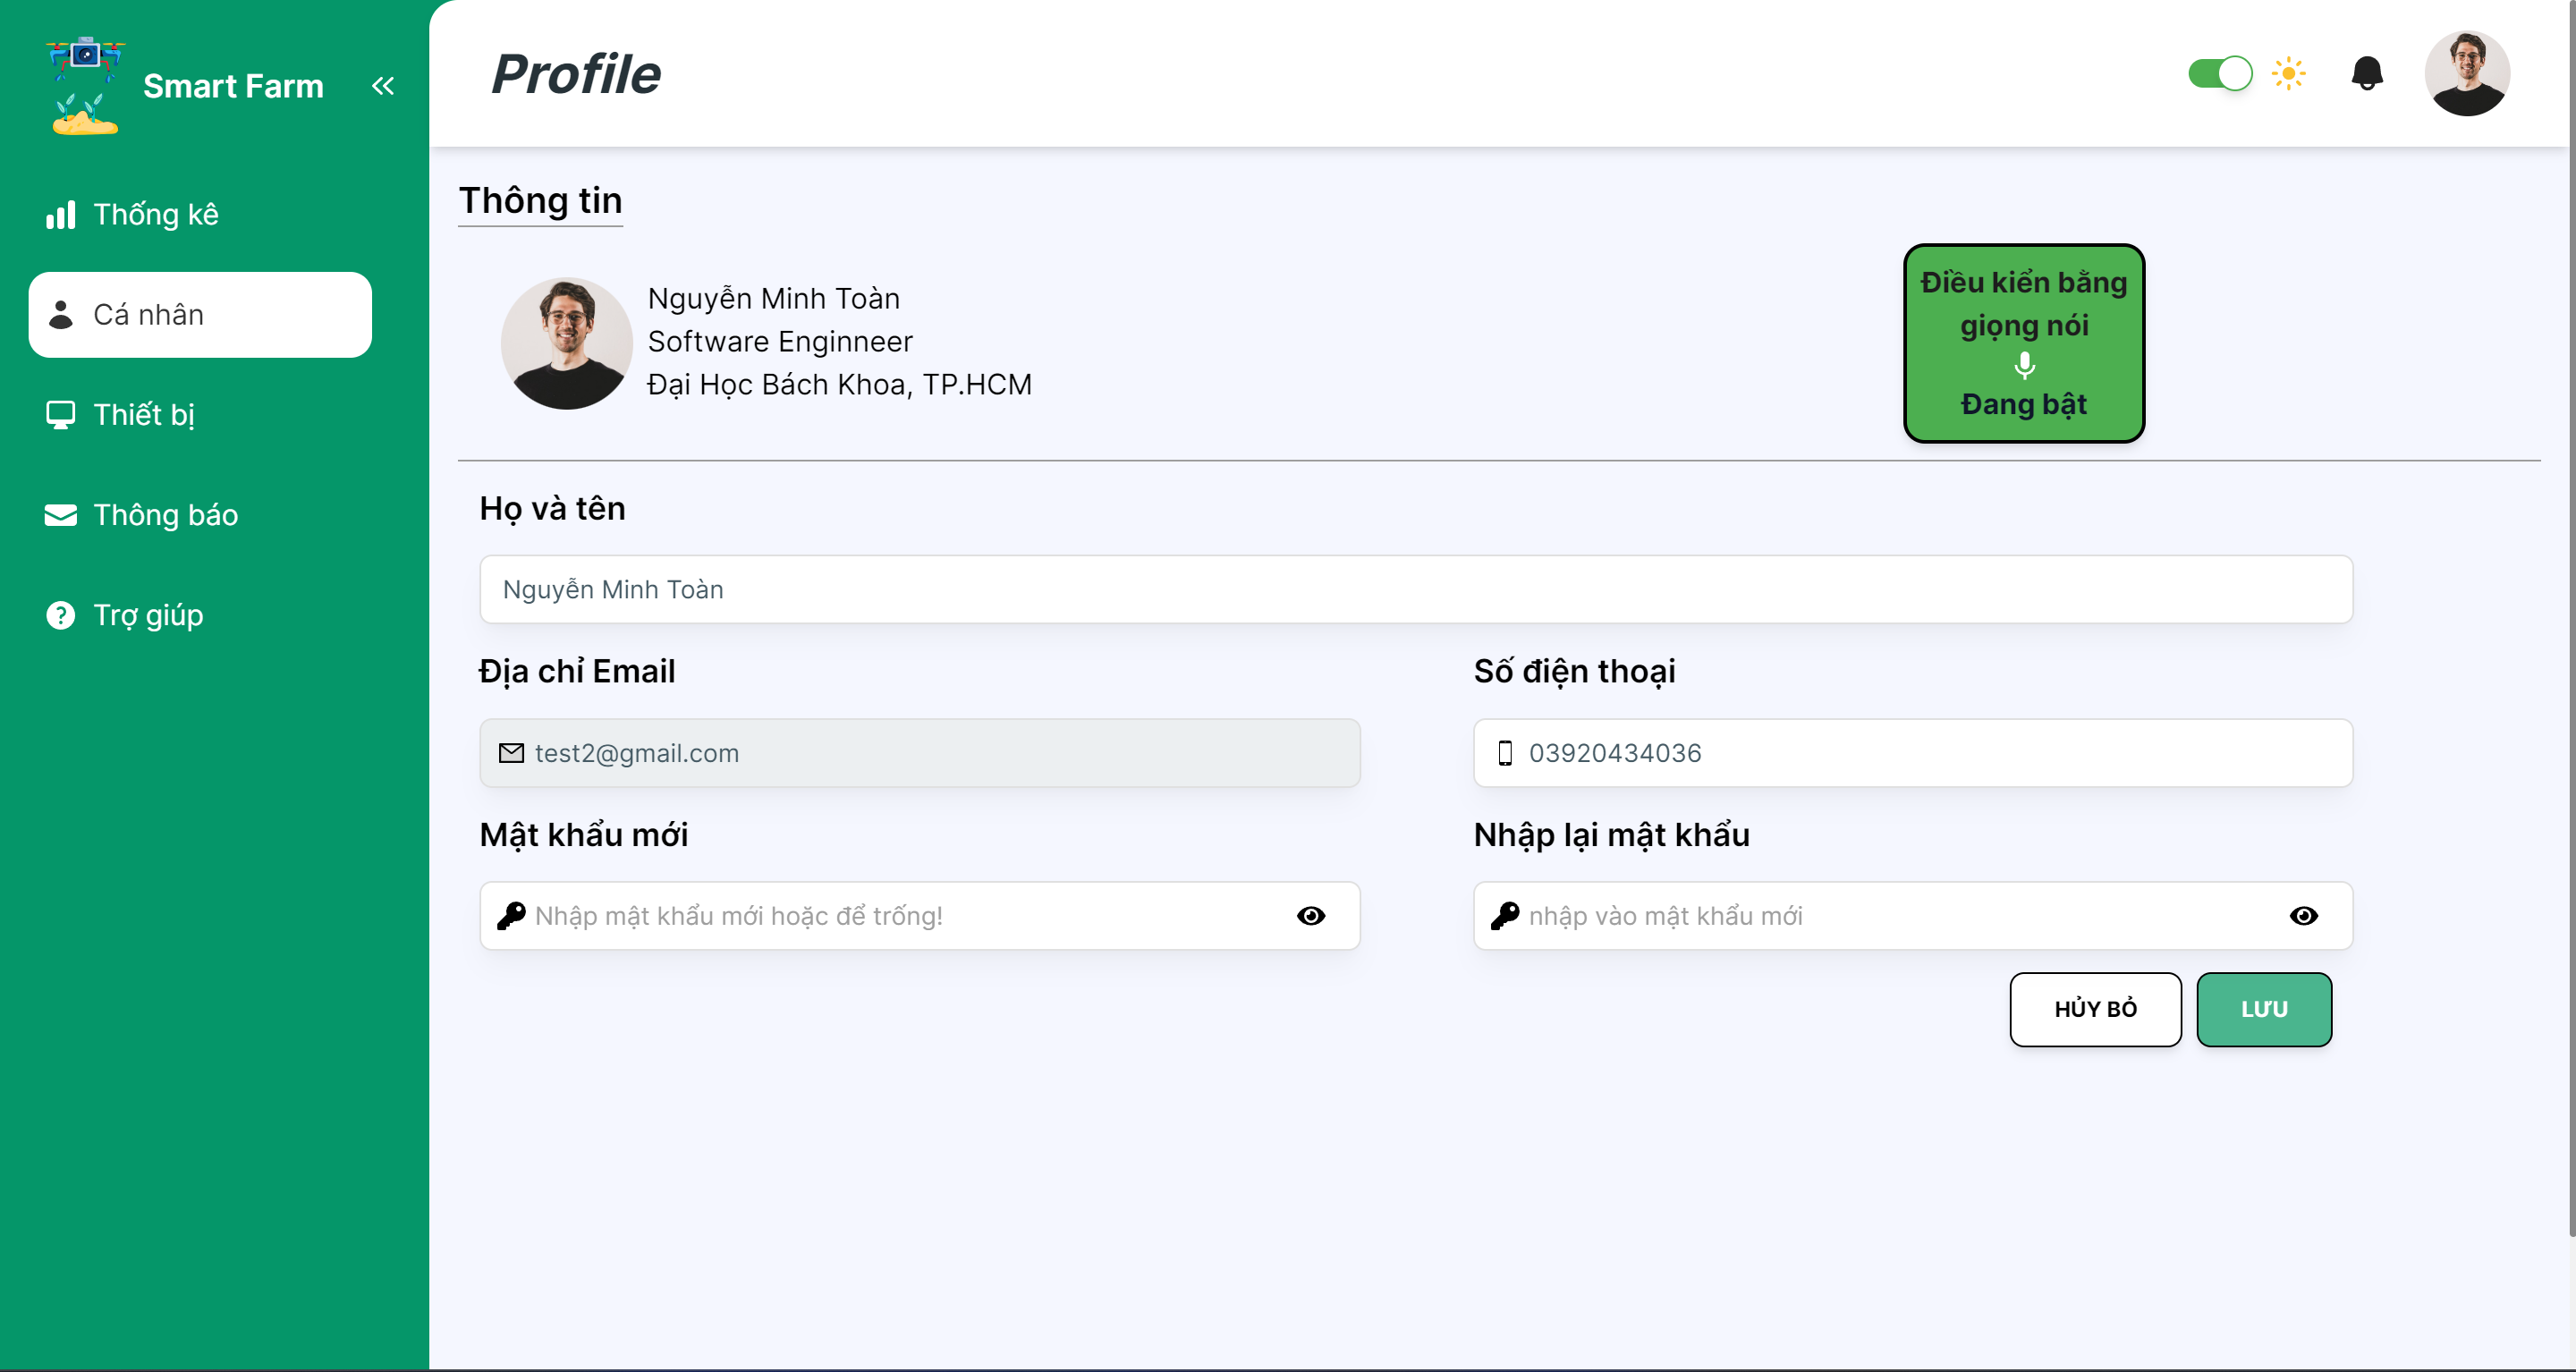 Smart Farm
Thống kê
Cá nhân
Thiết bị
Thông báo
Trợ giúp
Profile
Thông tin
Nguyễn Minh Toàn
Software Enginneer
Đại Học Bách Khoa, TP.HCM
Điều kiển bằng
giọng nói
Đang bật
Họ và tên
Nguyễn Minh Toàn
Địa chỉ Email
Số điện thoại
test2@gmail.com
03920434036
Mật khẩu mới
Nhập lại mật khẩu
Nhập mật khẩu mới hoặc để trống!
nhập vào mật khẩu mới
HỦY BỎ
LƯU